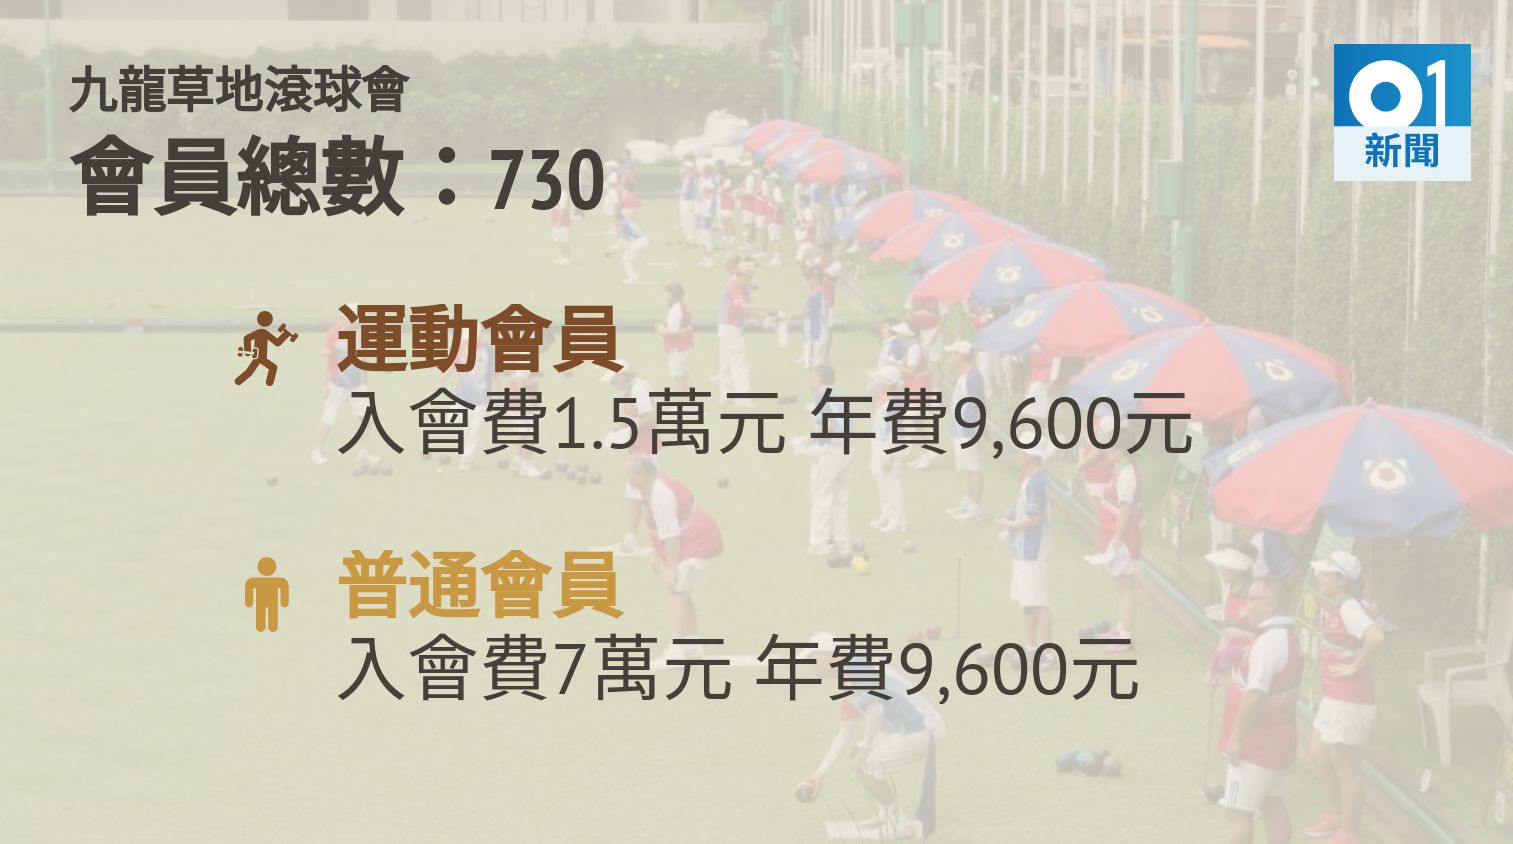 九龍草地滾球會
會員總數：730
01
新聞
運動會員
入會費1.5萬元 年費9,600元
普通會員
入會費7萬元 年費9,600元